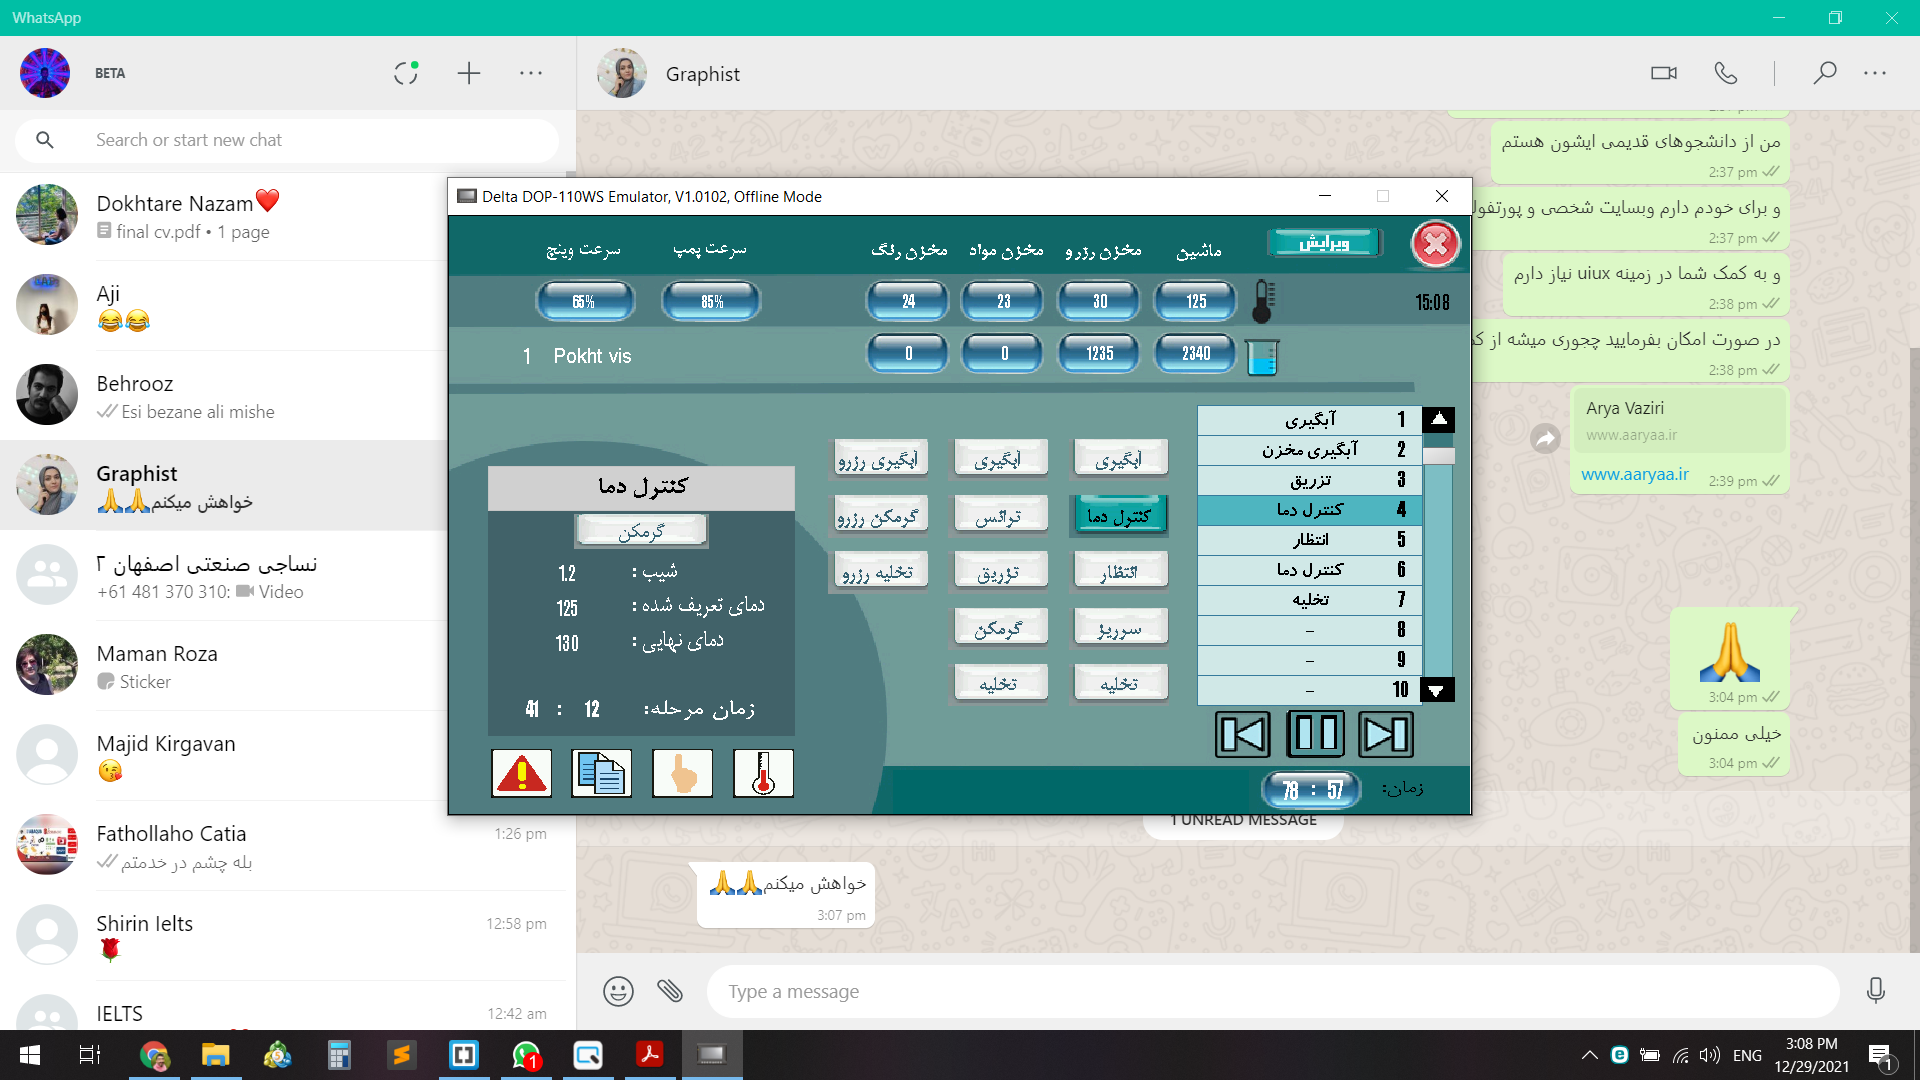 WhatsApp
BETA
Search or start new chat
Dokhtare Nazam❤️
final cv.pdf • 1 page
Aji
😂😂
Behrooz
Esi bezane ali mishe
Graphist
خواهش میکنم🙏🙏
نساجی صنعتی اصفهان ۲
+61 481 370 310: Video
Maman Roza
Sticker
Majid Kirgavan
😘
Fathollaho Catia
1:26 pm
بله چشم در خدمتم
Shirin Ielts
12:58 pm
🌹
IELTS
12:42 am
Graphist
من از دانشجوهای قدیمی ایشون هستم
2:37 pm
و برای خودم دارم وبسایت شخصی و پورتفول
2:37 pm
و به کمک شما در زمینه uiux نیاز دارم
2:38 pm
در صورت امکان بفرمایید چجوری میشه از کم
2:38 pm
Arya Vaziri
www.aaryaa.ir
www.aaryaa.ir
2:39 pm
🙏
3:04 pm
خیلی ممنون
3:04 pm
1 UNREAD MESSAGE
خواهش میکنم🙏🙏
3:07 pm
Type a message
Delta DOP-110WS Emulator, V1.0102, Offline Mode
ویرایش
ماشین
مخزن رزرو
مخزن مواد
مخزن رنگ
سرعت پمپ
سرعت وینچ
65%
85%
24
23
30
125
15:08
1 Pokht vis
0
0
1235
2340
کنترل دما
گرمکن
شیب : 1.2
دمای تعریف شده : 125
دمای نهایی : 130
زمان مرحله: 41 : 12
آبگیری
آبگیری
آبگیری رزرو
کنترل دما
ترانس
گرمکن رزرو
انتظار
تزریق
تخلیه رزرو
سرریز
گرمکن
تخلیه
تخلیه
1 آبگیری
2 آبگیری مخزن
3 تزریق
4 کنترل دما
5 انتظار
6 کنترل دما
7 تخلیه
8 –
9 –
10 –
زمان: 78 : 57
1
ENG
3:08 PM
12/29/2021
1